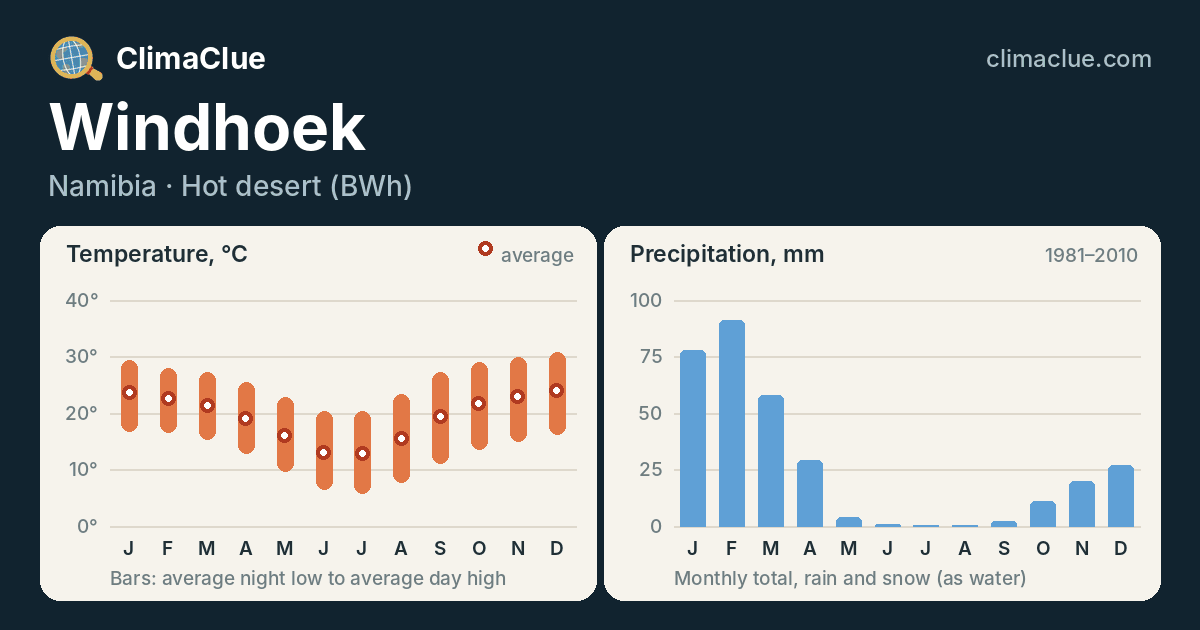 ClimaClue
climaclue.com
Windhoek
Namibia · Hot desert (BWh)
Temperature, °C
average
40°
30°
20°
10°
0°
J F M A M J J A S O N D
Bars: average night low to average day high
Precipitation, mm
1981–2010
100
75
50
25
0
J F M A M J J A S O N D
Monthly total, rain and snow (as water)